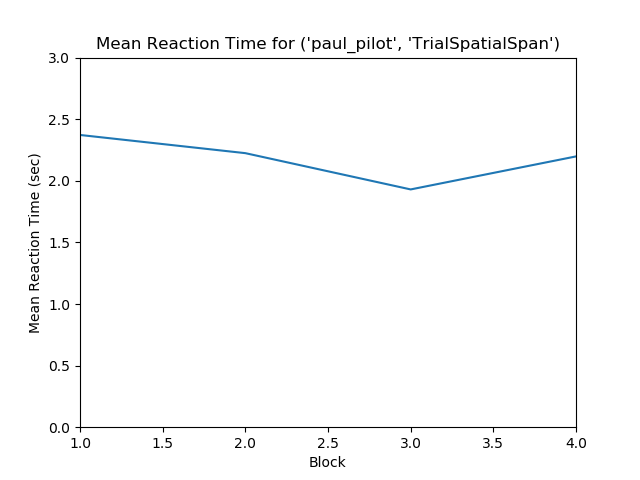 Mean Reaction Time for ('paul_pilot', 'TrialSpatialSpan')
3.0
2.5
2.0
1.5
1.0
0.5
0.0
Mean Reaction Time (sec)
1.0 1.5 2.0 2.5 3.0 3.5 4.0
Block